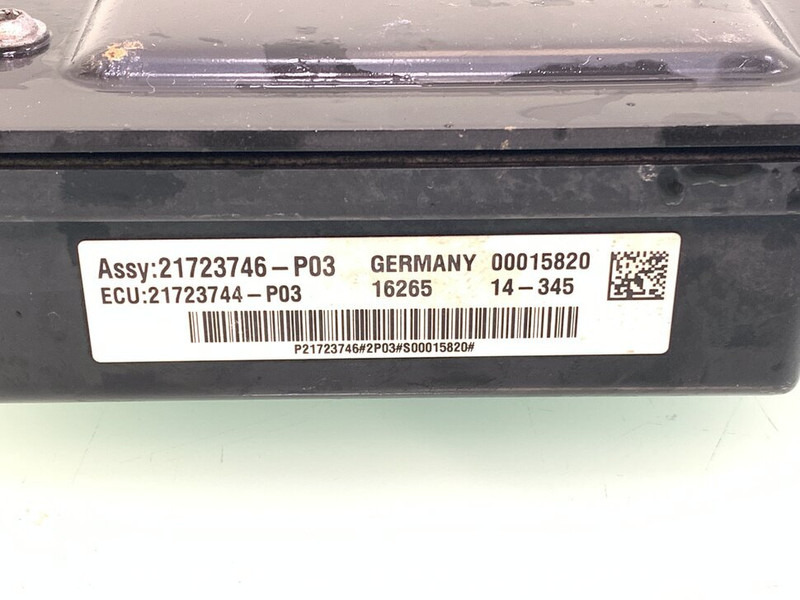 Assy:21723746-P03 GERMANY 00015820
ECU:21723744-P03 16265 14-345
P21723746#2P03#S00015820#